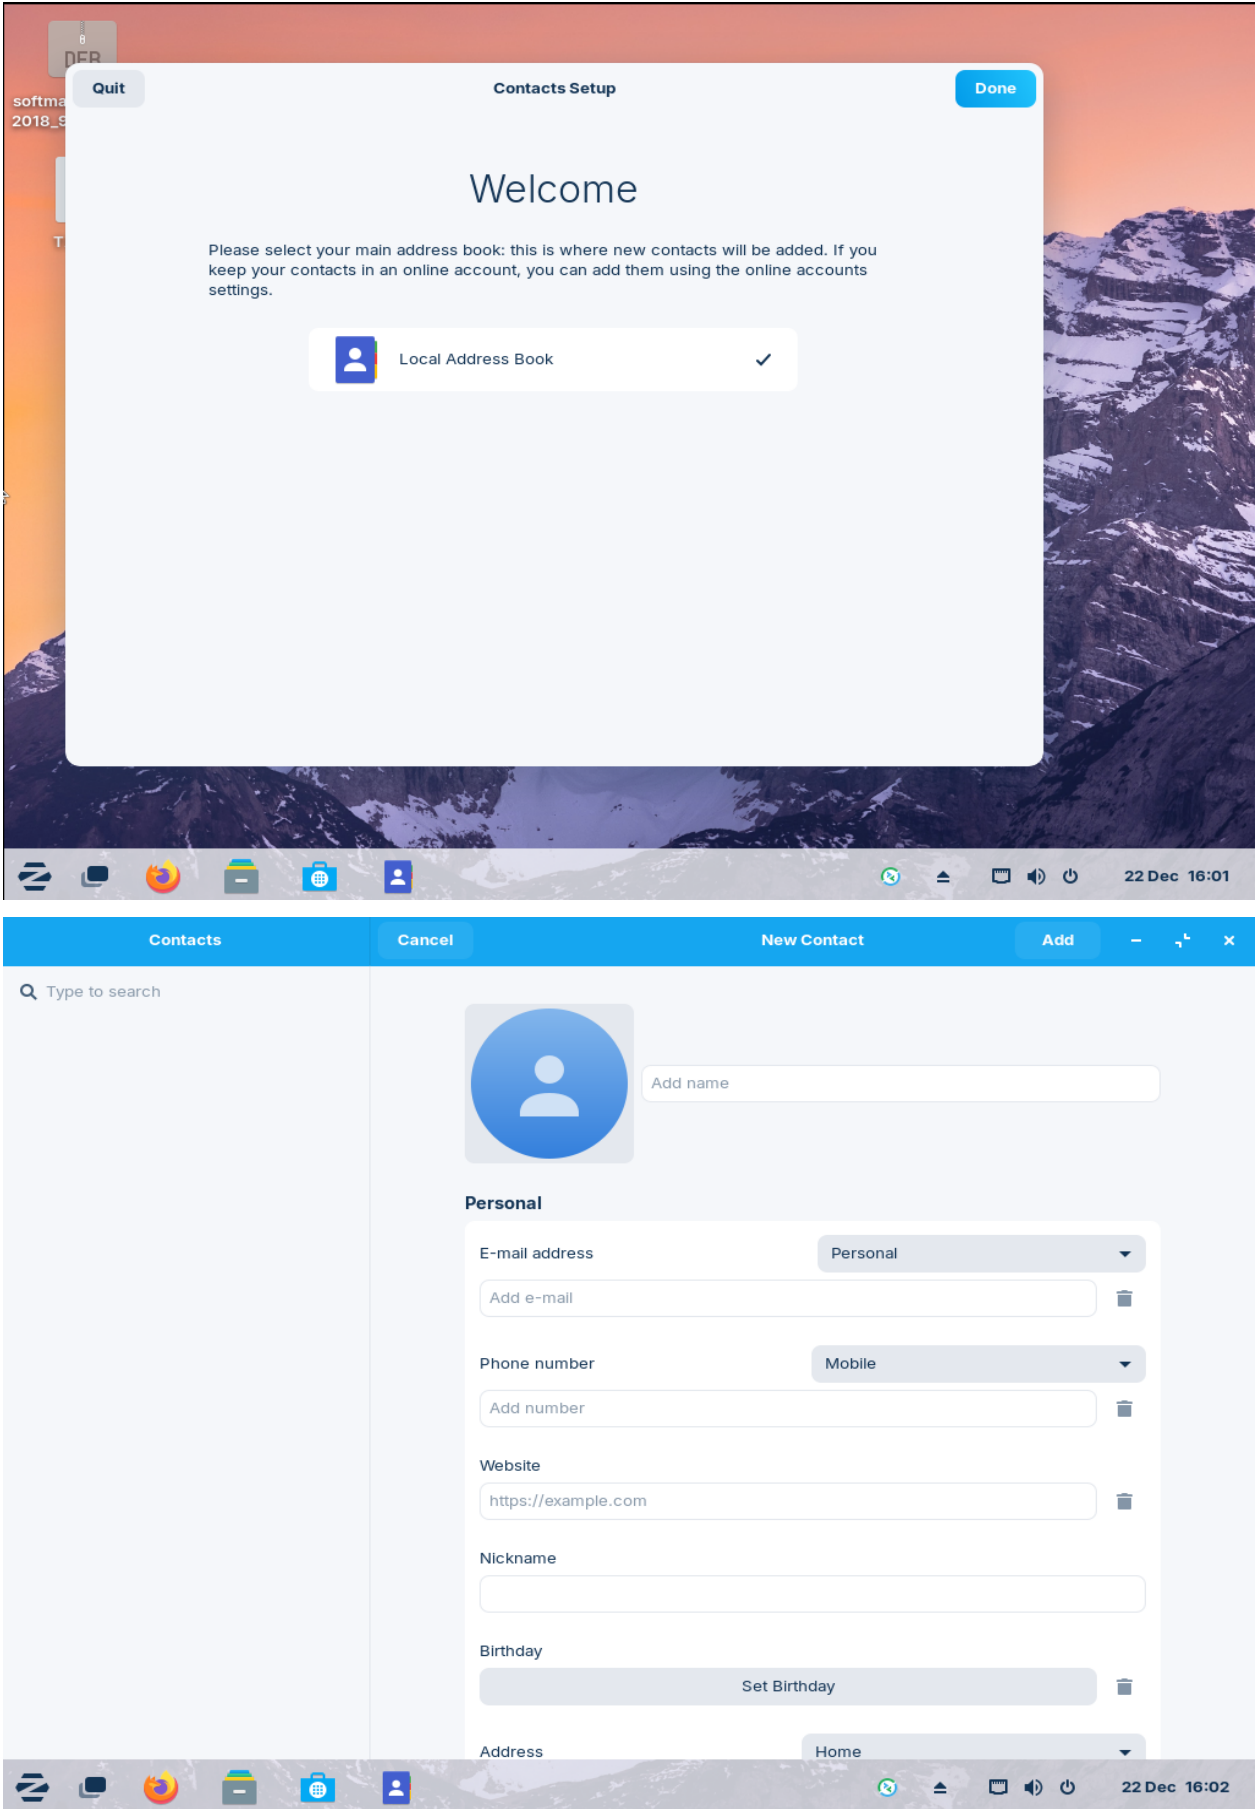 8
DEB
softma
2018_9
T
Quit
Contacts Setup
Done
Welcome
Please select your main address book: this is where new contacts will be added. If you
keep your contacts in an online account, you can add them using the online accounts
settings.
Local Address Book
22 Dec 16:01
Contacts
Cancel
New Contact
Add
Type to search
Add name
Personal
E-mail address
Personal
Add e-mail
Phone number
Mobile
Add number
Website
https://example.com
Nickname
Birthday
Set Birthday
Address
Home
22 Dec 16:02